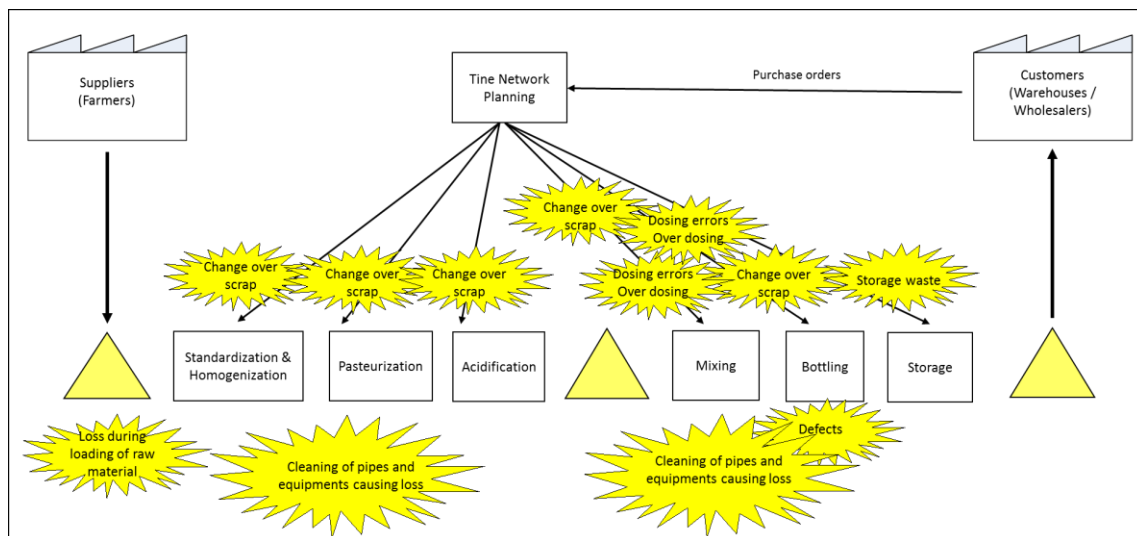 Suppliers
(Farmers)
Tine Network
Planning
Purchase orders
Customers
(Warehouses /
Wholesalers)
Change over
scrap
Dosing errors
Over dosing
Change over
scrap
Change over
scrap
Change over
scrap
Dosing errors
Over dosing
Change over
scrap
Storage waste
Standardization &
Homogenization
Pasteurization
Acidification
Mixing
Bottling
Storage
Loss during
loading of raw
material
Cleaning of pipes and
equipments causing loss
Cleaning of pipes and
equipments causing loss
Defects